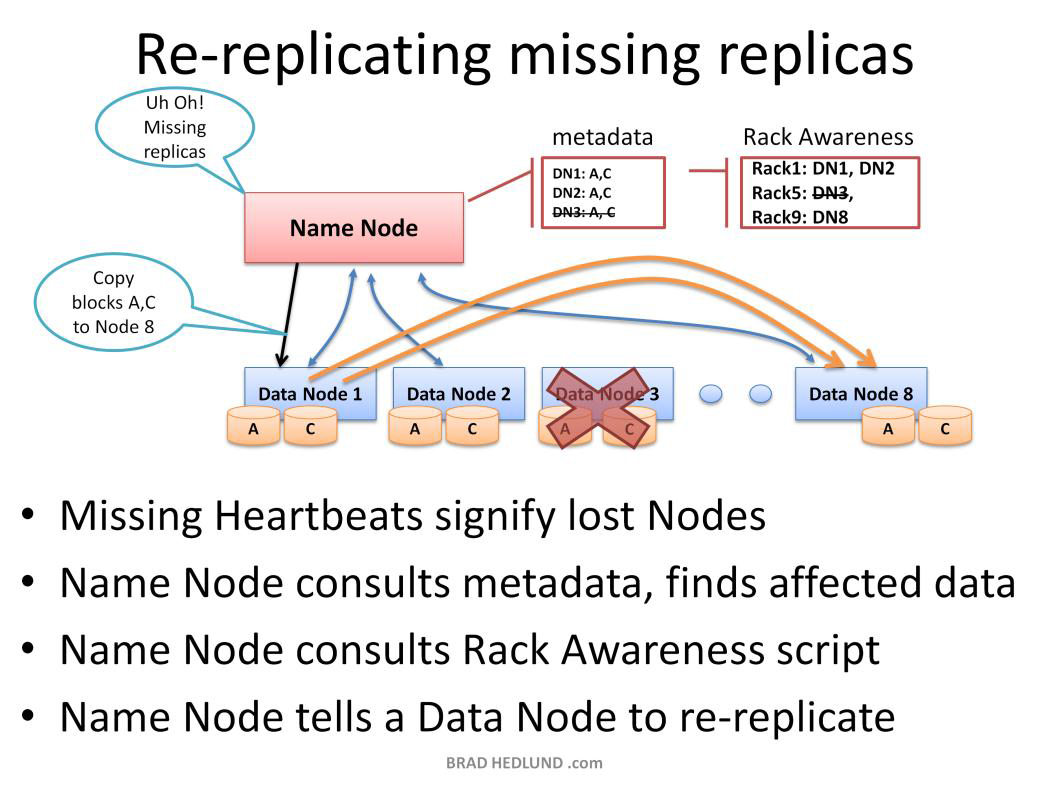 Re-replicating missing replicas
Uh Oh!
Missing
replicas
metadata
Rack Awareness
DN1: A,C
DN2: A,C
DN3: A, C
Rack1: DN1, DN2
Rack5: DN3,
Rack9: DN8
Name Node
Copy
blocks A,C
to Node 8
Data Node 1
Data Node 2
Data Node 3
Data Node 8
A C
A C
A C
A C
• Missing Heartbeats signify lost Nodes
• Name Node consults metadata, finds affected data
• Name Node consults Rack Awareness script
• Name Node tells a Data Node to re-replicate
BRAD HEDLUND .com